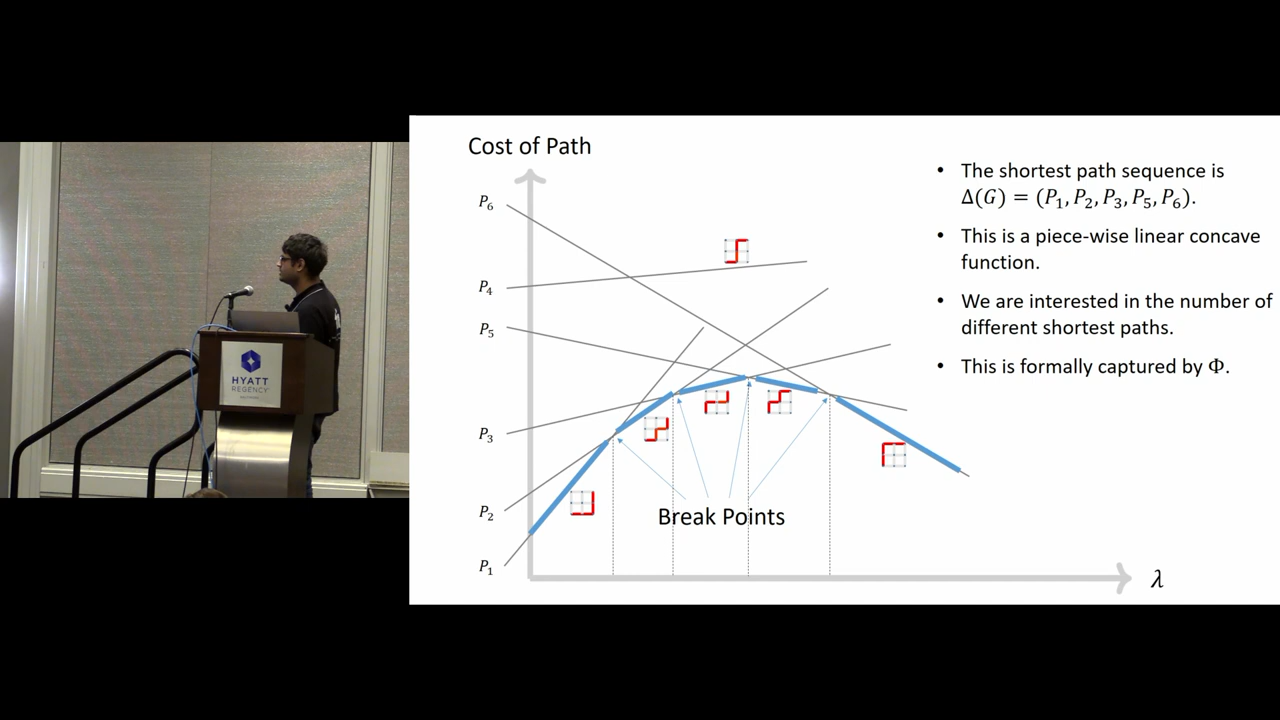 Cost of Path
P₆
P₄
P₅
P₃
P₂
P₁
Break Points
λ
• The shortest path sequence is
Δ(G) = (P₁, P₂, P₃, P₅, P₆).
• This is a piece-wise linear concave
function.
• We are interested in the number of
different shortest paths.
• This is formally captured by Φ.
HYATT
REGENCY